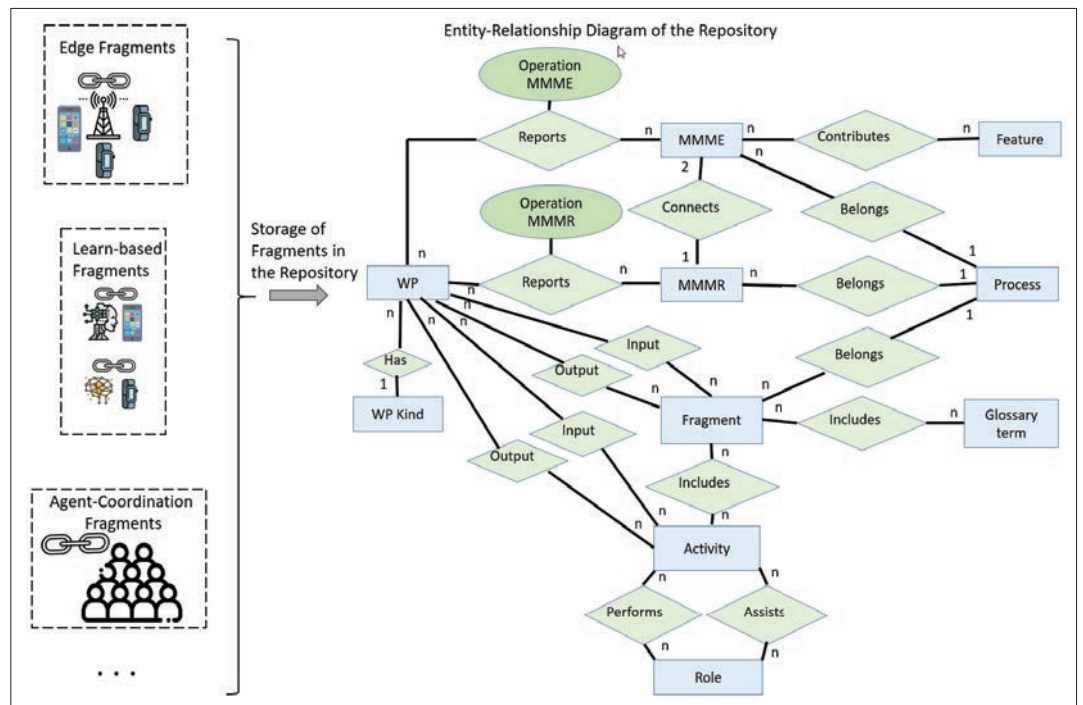 Entity-Relationship Diagram of the Repository
Edge Fragments
Learn-based
Fragments
Agent-Coordination
Fragments
. . .
Storage of
Fragments in
the Repository
Operation
MMME
Reports
n
MMME
n
Contributes
n
Feature
n
2
Operation
MMMR
Connects
Belongs
1
n
WP
n
Reports
n
1
MMMR
n
Belongs
1
Process
1
n
n
n
n
n
n
Input
Has
Output
Belongs
1
n
n
n
WP Kind
Fragment
n
Includes
n
Glossary
term
Input
Output
n
Includes
n
n
n
Activity
n
n
Performs
Assists
n
n
Role